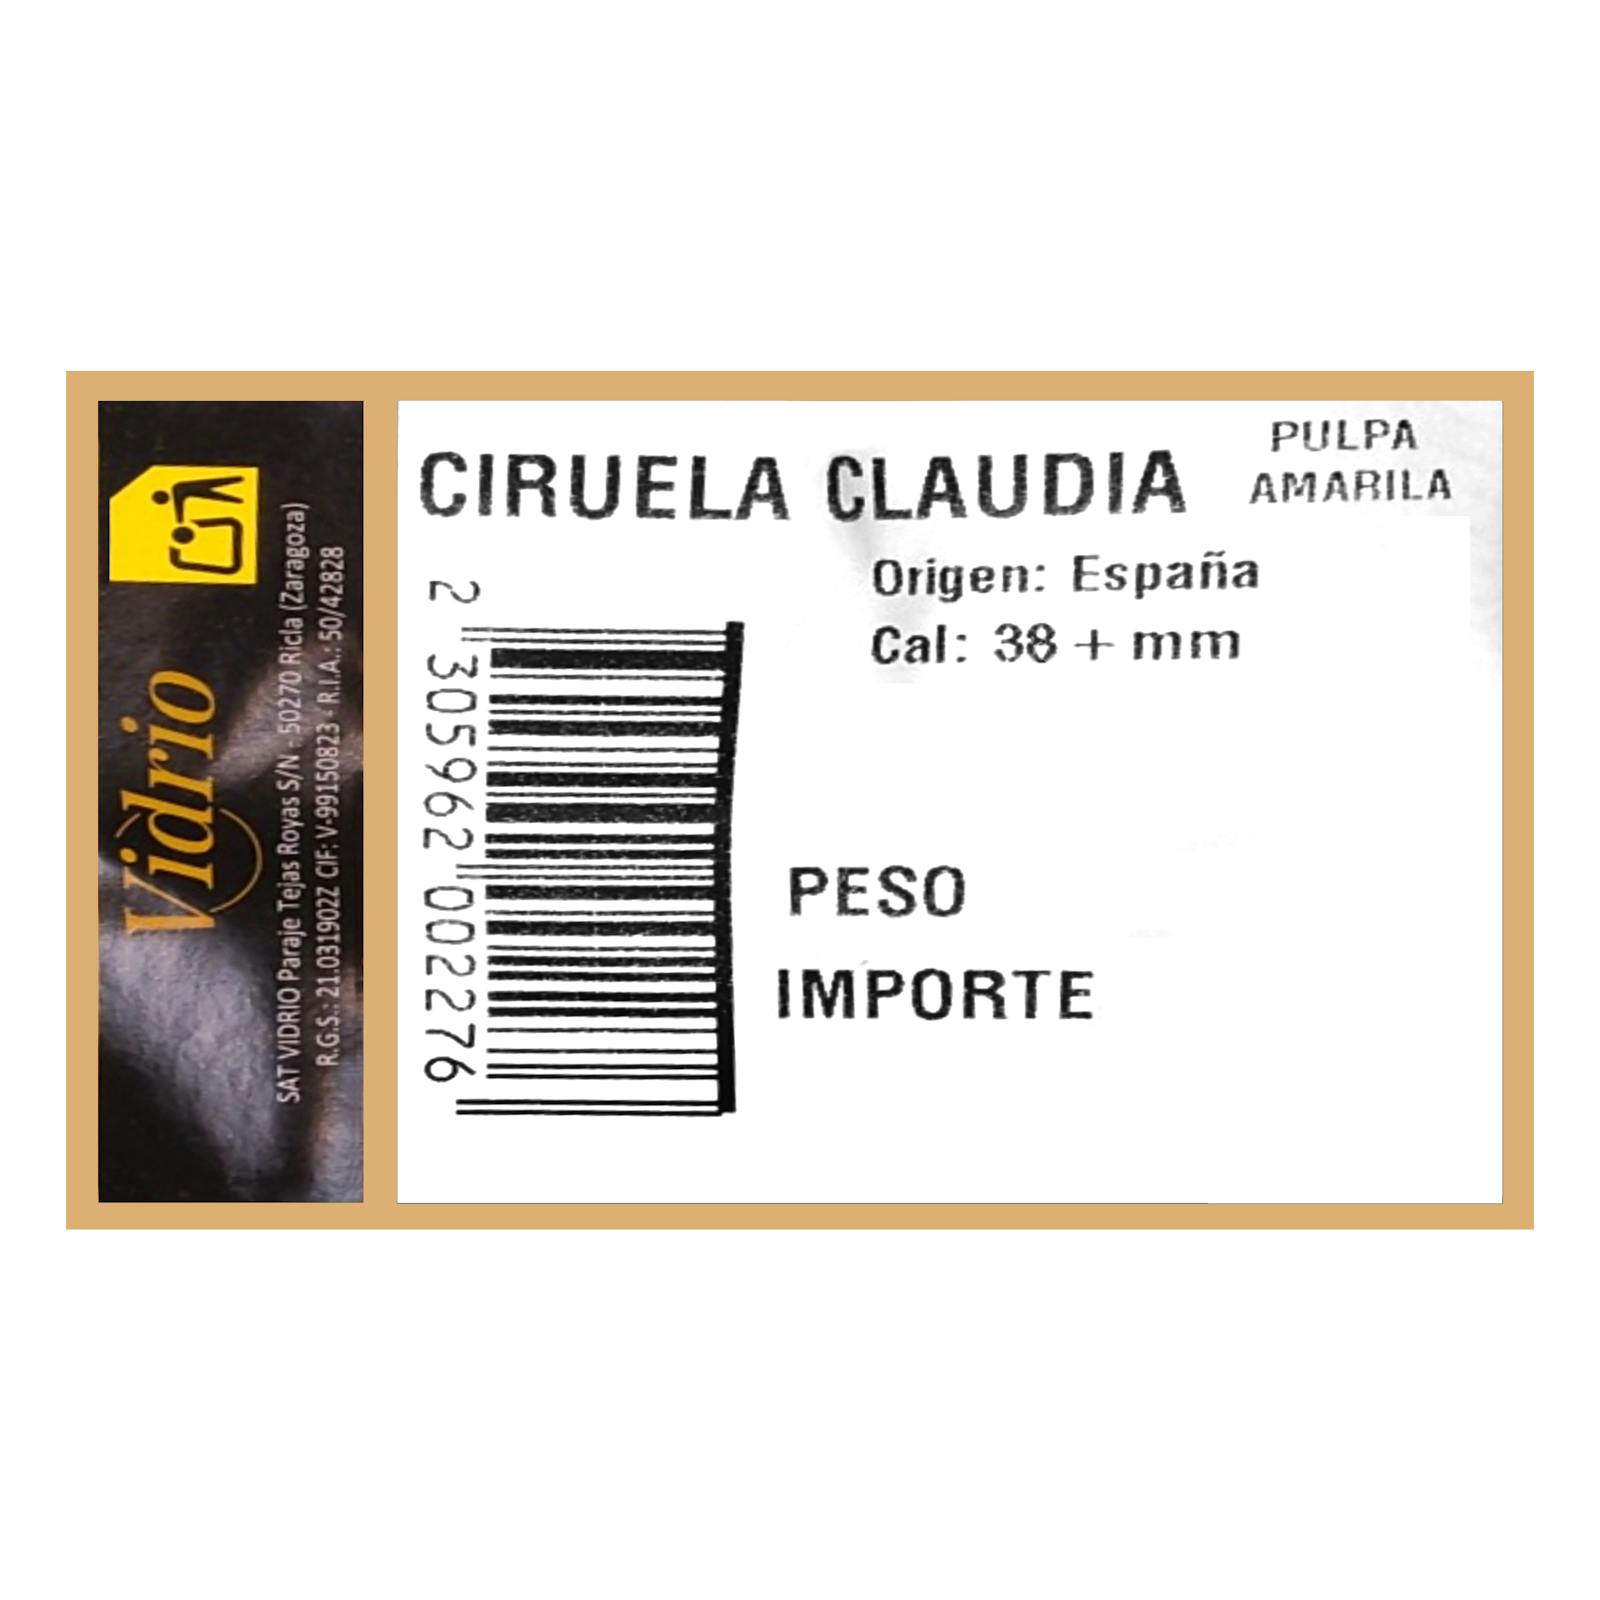 Vidrio
SAT VIDRIO Paraje Tejas Royas S/N - 50270 Ricla (Zaragoza)
R.G.S.: 21.031902Z CIF: V-99150823 - R.I.A.: 50/42828
CIRUELA CLAUDIA
PULPA
AMARILA
Origen: España
Cal: 38 + mm
2 305962 002276
PESO
IMPORTE